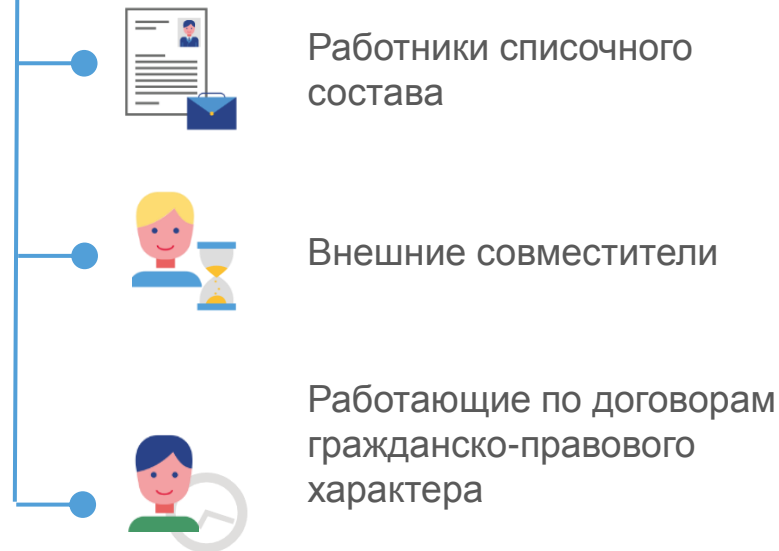 Работники списочного
состава
Внешние совместители
Работающие по договорам
гражданско-правового
характера